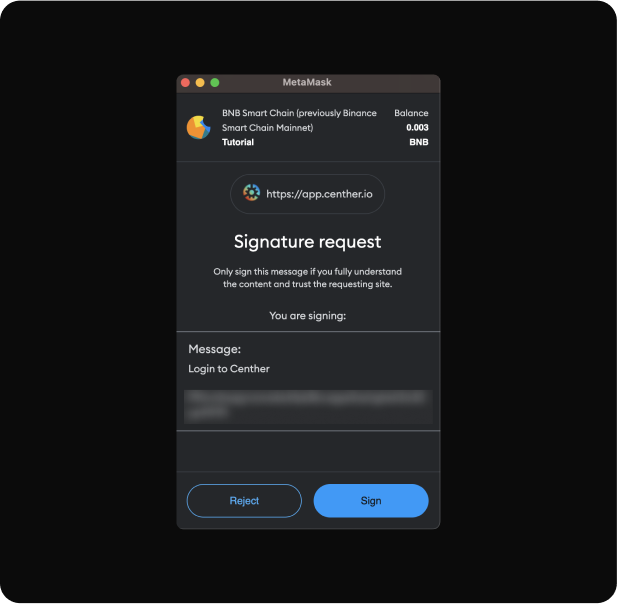 MetaMask
BNB Smart Chain (previously Binance
Smart Chain Mainnet)
Tutorial
Balance
0.003
BNB
https://app.centher.io
Signature request
Only sign this message if you fully understand
the content and trust the requesting site.
You are signing:
Message:
Login to Centher
Reject
Sign